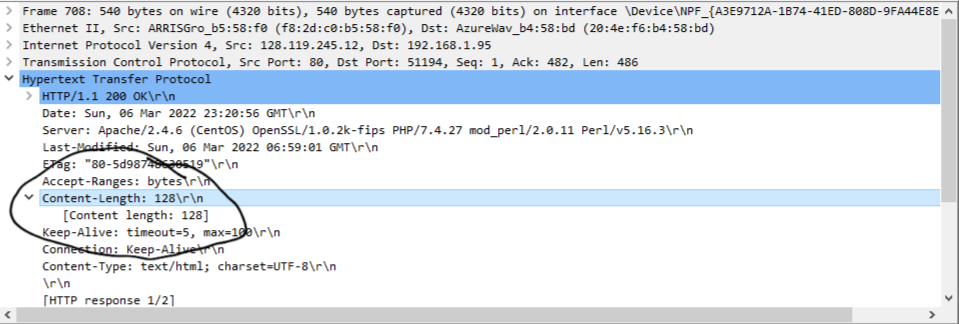 Frame 708: 540 bytes on wire (4320 bits), 540 bytes captured (4320 bits) on interface \Device\NPF_{A3E9712A-1B74-41ED-808D-9FA44E8E
Ethernet II, Src: ARRISGro_b5:58:f0 (f8:2d:c0:b5:58:f0), Dst: AzureWav_b4:58:bd (20:4e:f6:b4:58:bd)
Internet Protocol Version 4, Src: 128.119.245.12, Dst: 192.168.1.95
Transmission Control Protocol, Src Port: 80, Dst Port: 51194, Seq: 1, Ack: 482, Len: 486
Hypertext Transfer Protocol
HTTP/1.1 200 OK\r\n
Date: Sun, 06 Mar 2022 23:20:56 GMT\r\n
Server: Apache/2.4.6 (CentOS) OpenSSL/1.0.2k-fips PHP/7.4.27 mod_perl/2.0.11 Perl/v5.16.3\r\n
Last-Modified: Sun, 06 Mar 2022 06:59:01 GMT\r\n
ETag:
Accept-Ranges: bytes\r\n
Content-Length: 128\r\n
[Content length: 128]
Keep-Alive: timeout=5, max=100\r\n
Connection: Keep-Alive\r\n
Content-Type: text/html; charset=UTF-8\r\n
\r\n
[HTTP response 1/2]